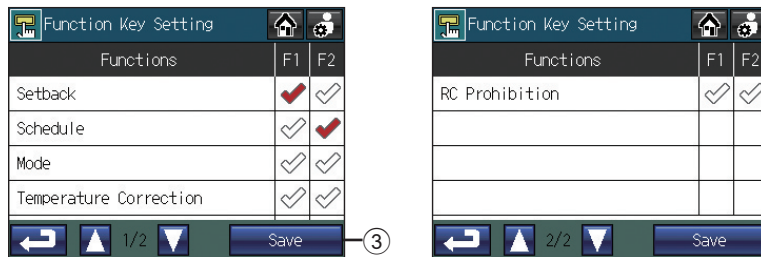 Function Key Setting
Functions F1 F2
Setback
Schedule
Mode
Temperature Correction
1/2 Save
③
Function Key Setting
Functions F1 F2
RC Prohibition
2/2 Save